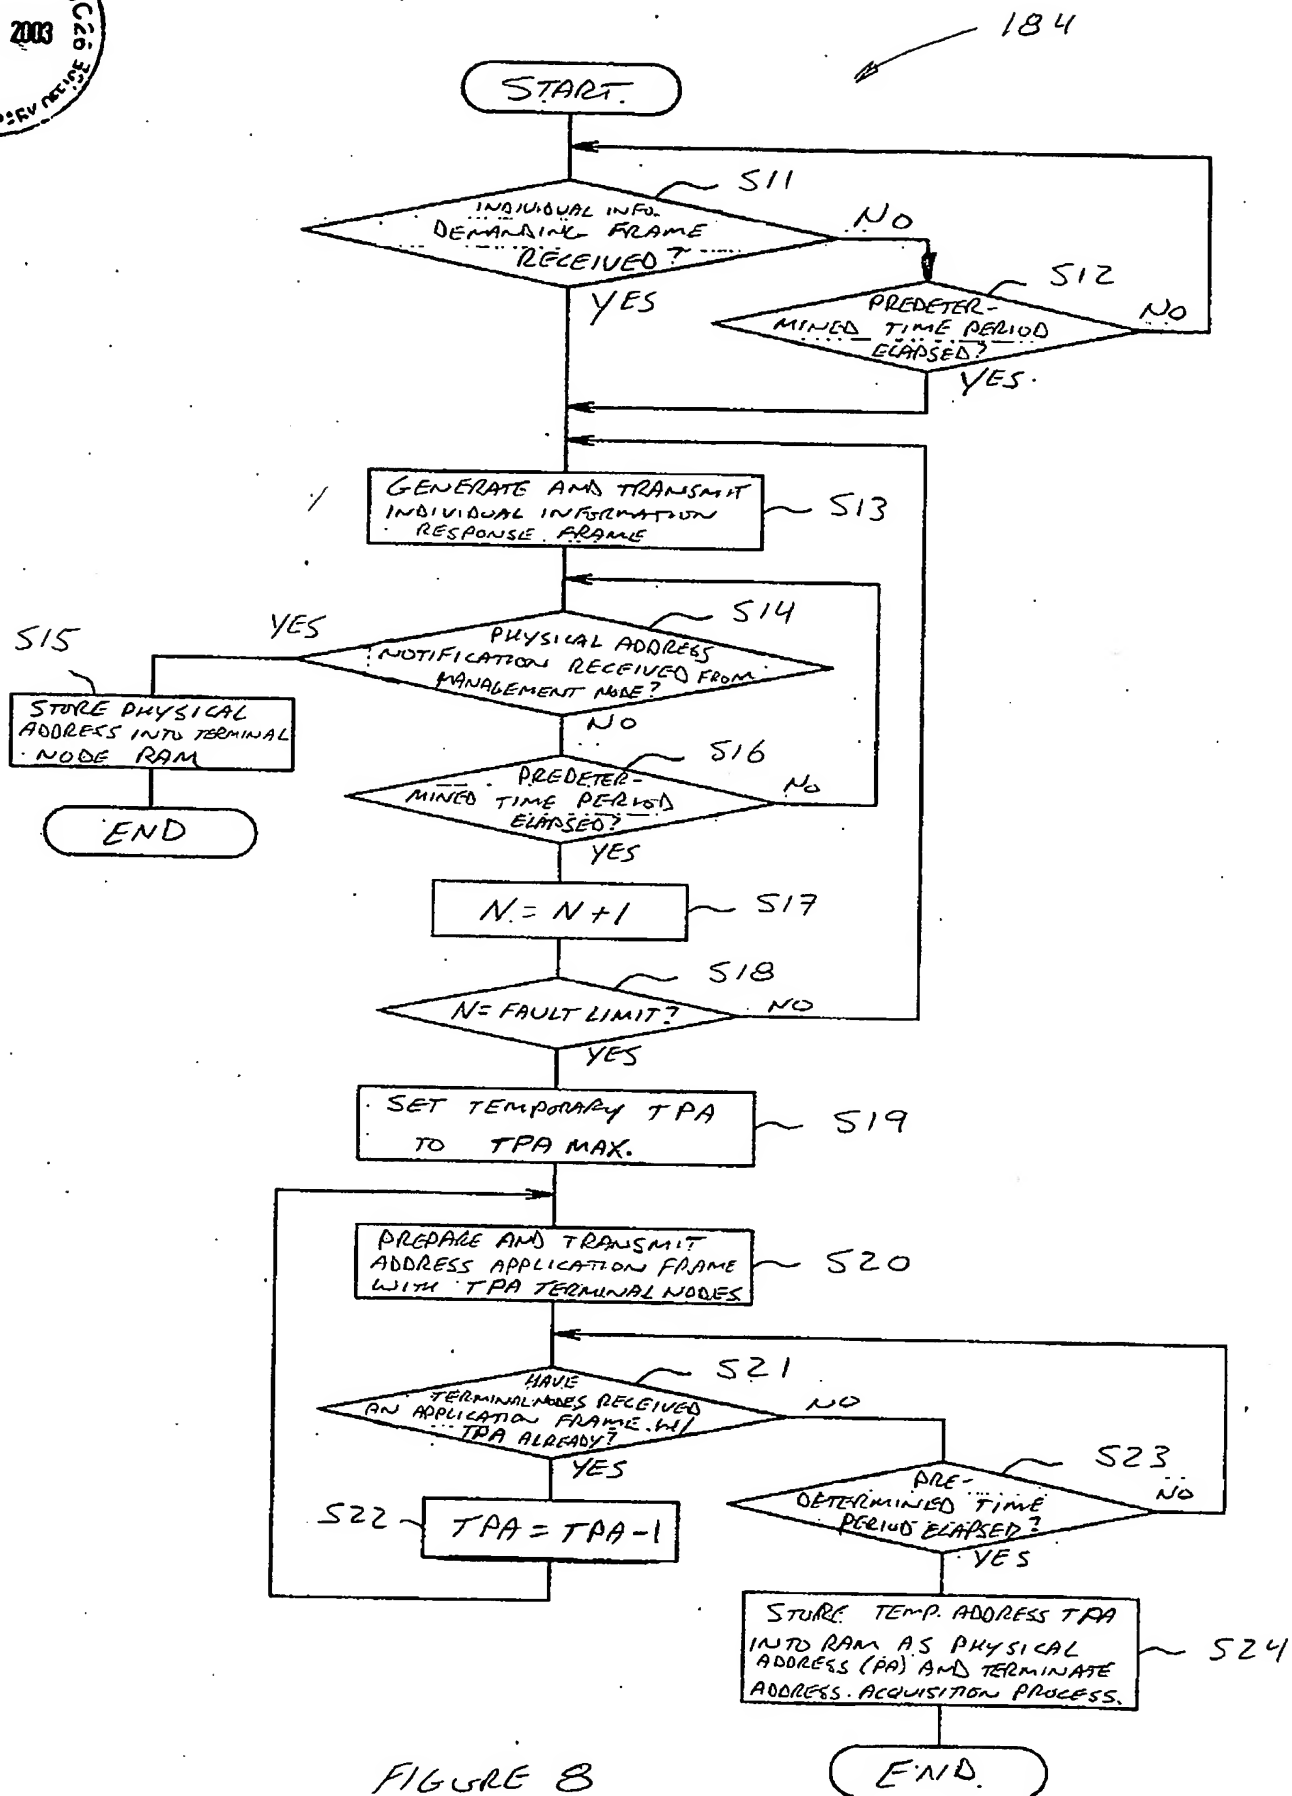 2003
184
START.
S11
INDIVIDUAL INFO.
DEMANDING FRAME
RECEIVED?
NO
YES
S12
PREDETER-
MINED TIME PERIOD
ELAPSED?
NO
YES.
GENERATE AND TRANSMIT
INDIVIDUAL INFORMATION
RESPONSE FRAME
S13
S14
YES
PHYSICAL ADDRESS
NOTIFICATION RECEIVED FROM
MANAGEMENT NODE?
NO
S15
STORE PHYSICAL
ADDRESS INTO TERMINAL
NODE RAM
END
S16
PREDETER-
MINED TIME PERIOD
ELAPSED?
NO
YES
N = N+1
S17
S18
N= FAULT LIMIT?
NO
YES
SET TEMPORARY TPA
TO TPA MAX.
S19
PREPARE AND TRANSMIT
ADDRESS APPLICATION FRAME
WITH TPA TERMINAL NODES
S20
S21
HAVE
TERMINAL NODES RECEIVED
AN APPLICATION FRAME W/
TPA ALREADY?
NO
YES
S22
TPA = TPA-1
S23
PRE-
DETERMINED TIME
PERIOD ELAPSED?
NO
YES
STORE TEMP. ADDRESS TPA
INTO RAM AS PHYSICAL
ADDRESS (PA) AND TERMINATE
ADDRESS ACQUISITION PROCESS.
S24
END.
FIGURE 8